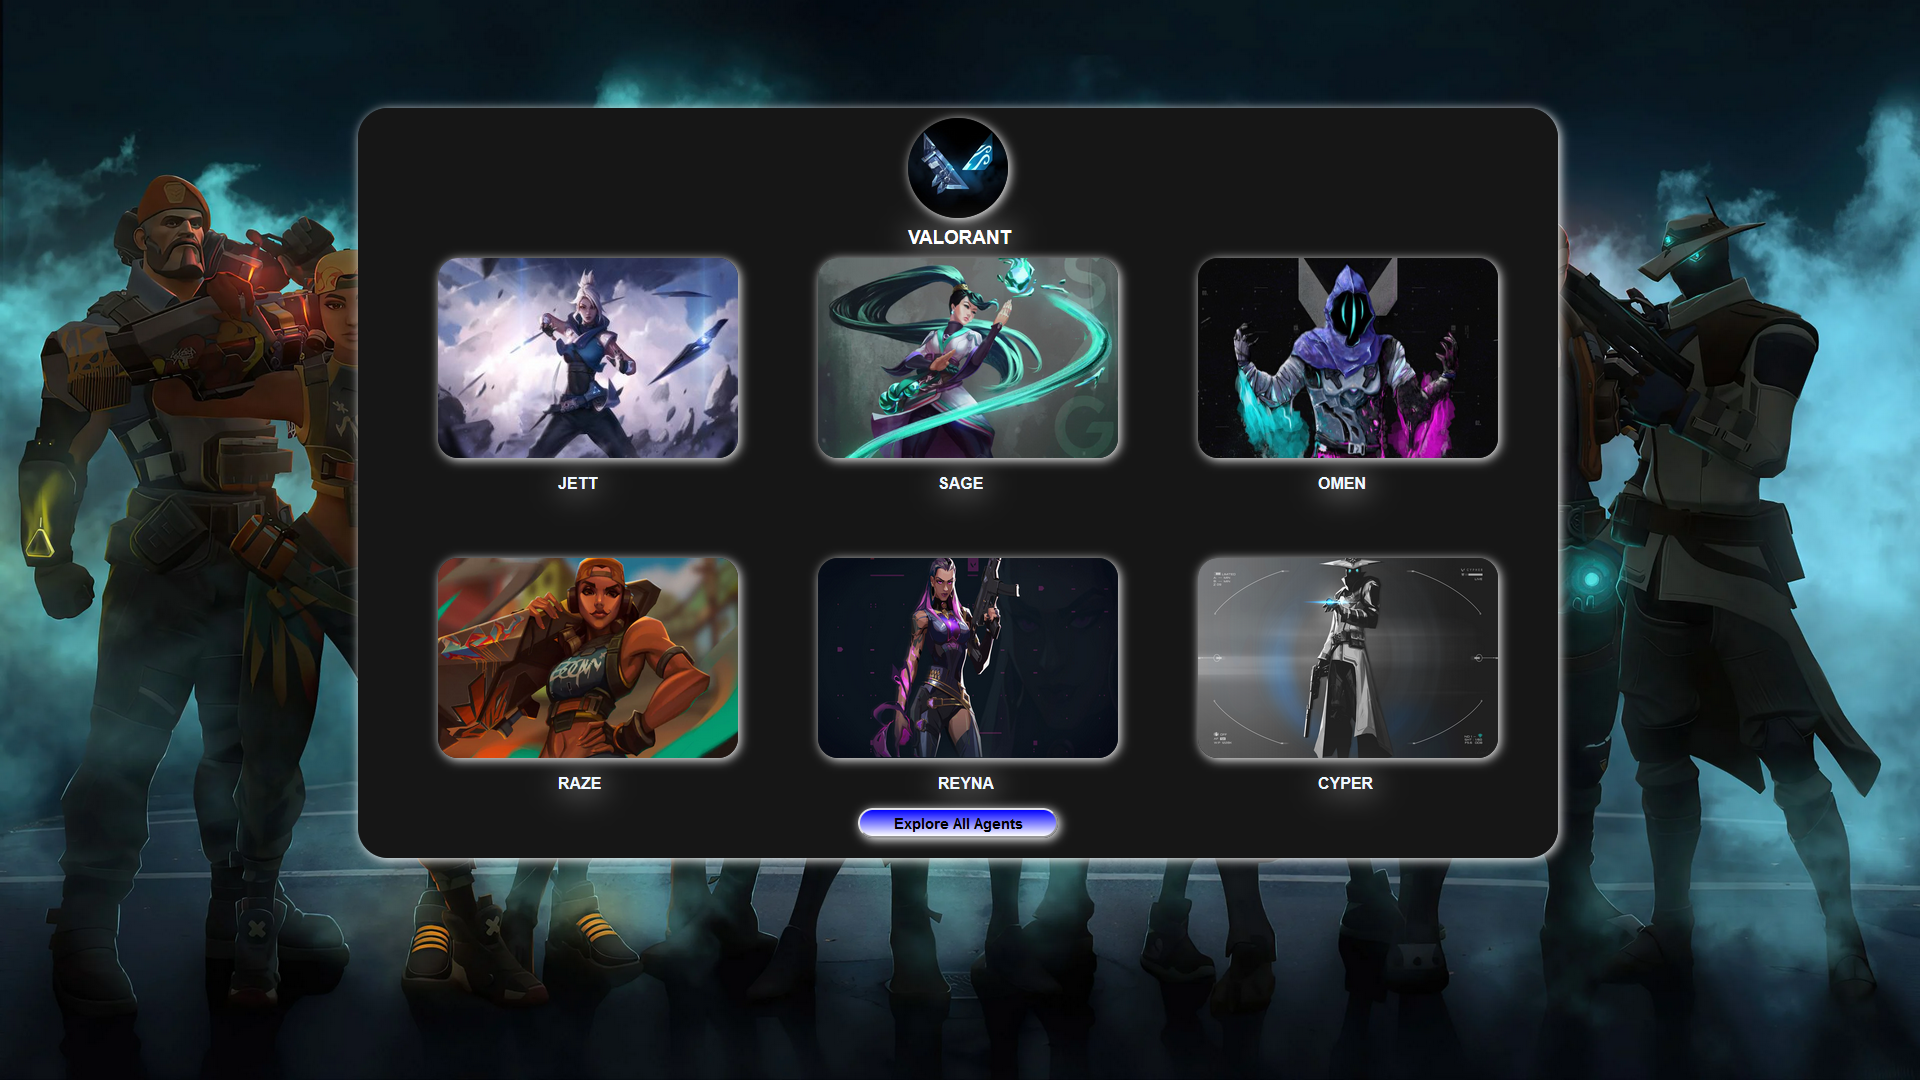 VALORANT
JETT
SAGE
OMEN
RAZE
REYNA
CYPER
Explore All Agents